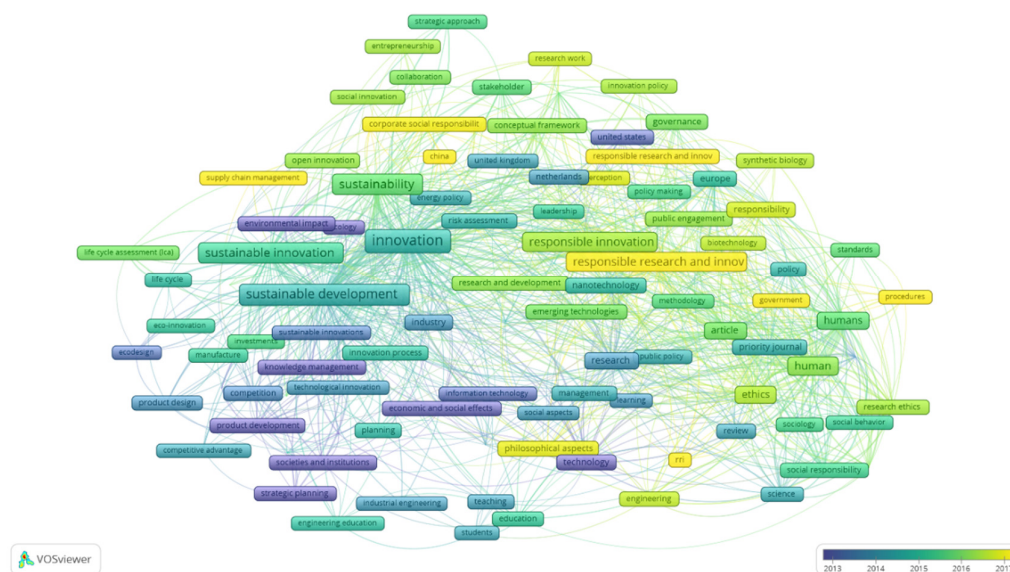 strategic approach
entrepreneurship
research work
collaboration
stakeholder
innovation policy
social innovation
corporate social responsibilit
conceptual framework
governance
united states
open innovation
china
united kingdom
responsible research and innov
synthetic biology
supply chain management
sustainability
netherlands
erception
europe
energy policy
policy making
environmental impact
ology
risk assessment
leadership
public engagement
responsibility
innovation
responsible innovation
biotechnology
life cycle assessment (lca)
sustainable innovation
standards
responsible research and innov
life cycle
research and development
nanotechnology
policy
sustainable development
methodology
government
procedures
emerging technologies
eco-innovation
industry
article
humans
sustainable innovations
investments
ecodesign
manufacture
innovation process
research
public policy
priority journal
knowledge management
human
competition
technological innovation
information technology
management
learning
ethics
product design
economic and social effects
social aspects
research ethics
product development
planning
review
sociology
social behavior
competitive advantage
philosophical aspects
societies and institutions
technology
rri
social responsibility
strategic planning
industrial engineering
teaching
engineering
science
engineering education
education
students
VOSviewer
2013 2014 2015 2016 2017